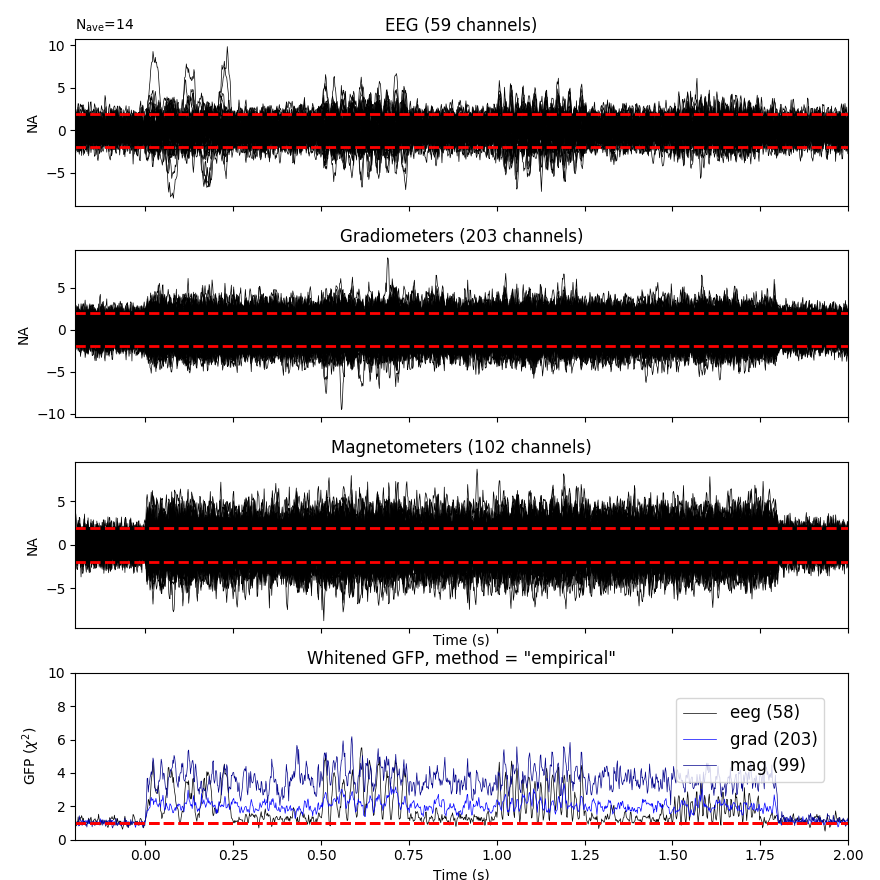 N_ave=14
EEG (59 channels)
10
5
0
−5
NA
Gradiometers (203 channels)
5
0
−5
−10
NA
Magnetometers (102 channels)
5
0
−5
NA
Time (s)
Whitened GFP, method = "empirical"
10
8
6
4
2
0
GFP (χ²)
eeg (58)
grad (203)
mag (99)
0.00 0.25 0.50 0.75 1.00 1.25 1.50 1.75 2.00
Time (s)